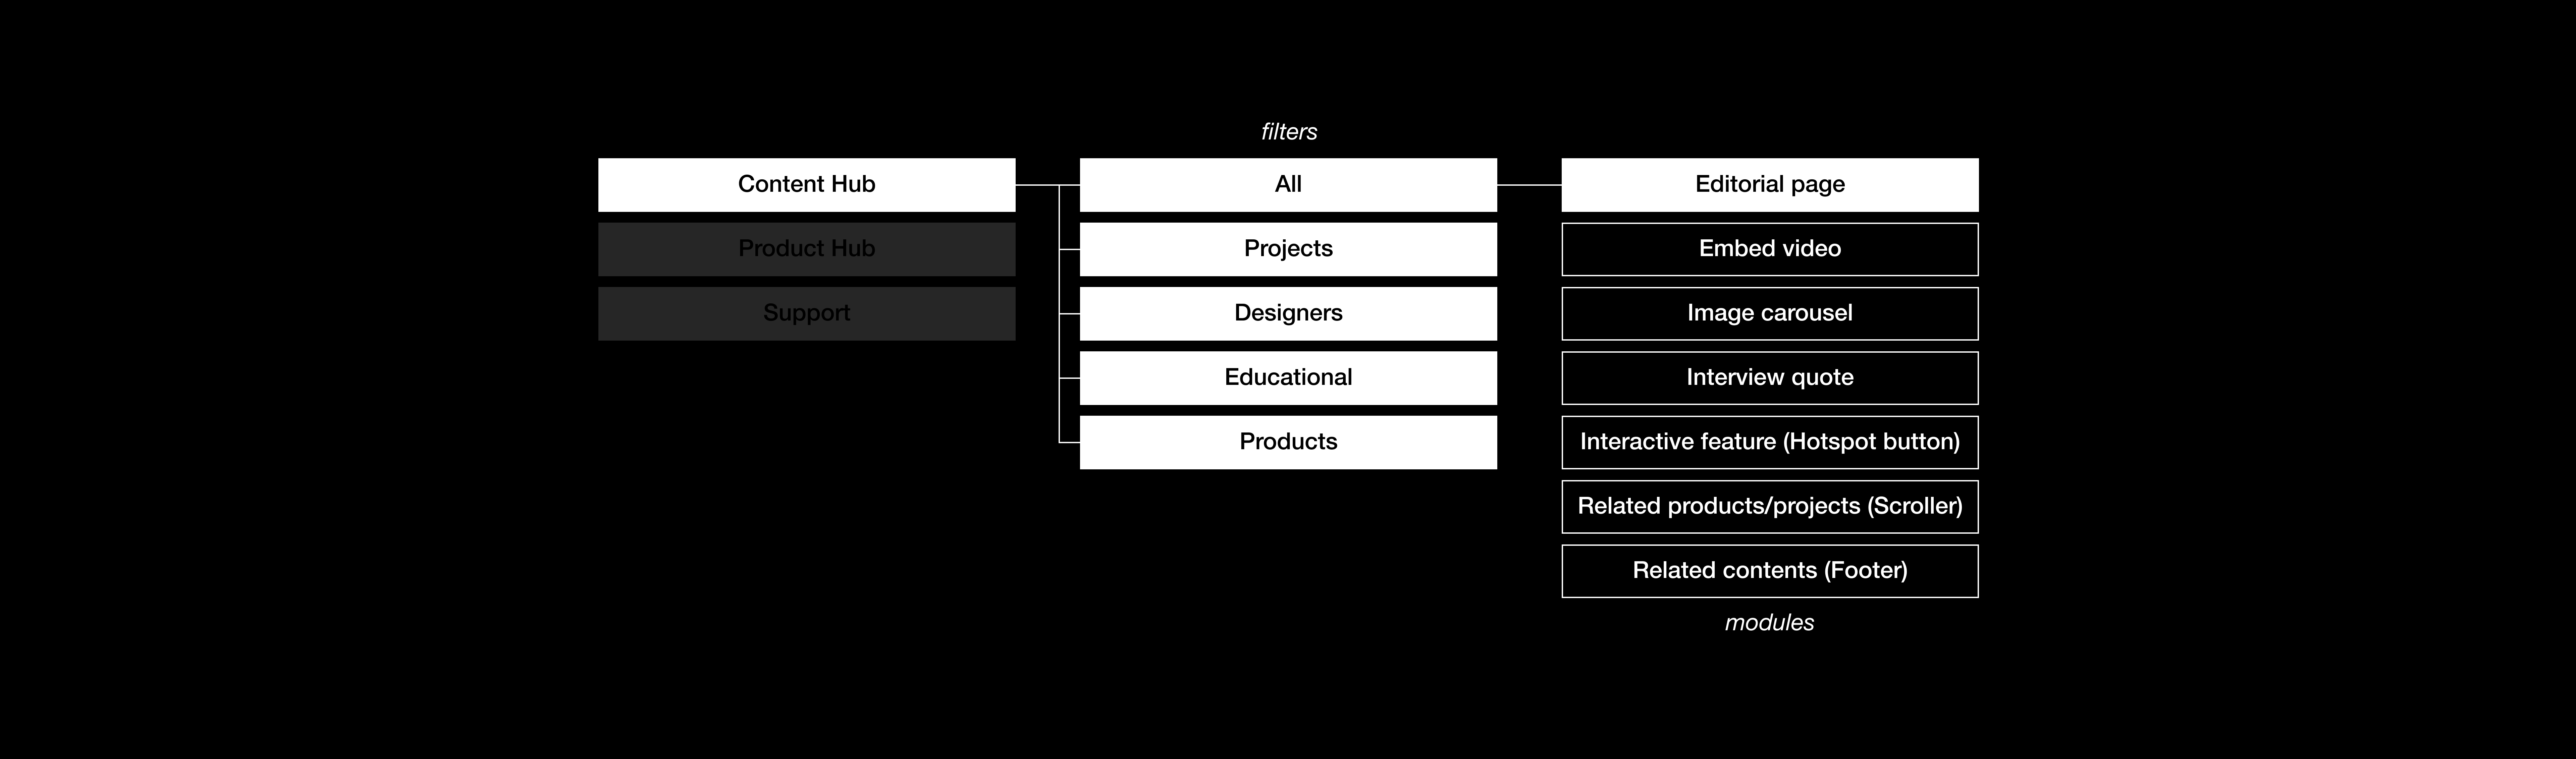 filters
Content Hub
Product Hub
Support
All
Projects
Designers
Educational
Products
Editorial page
Embed video
Image carousel
Interview quote
Interactive feature (Hotspot button)
Related products/projects (Scroller)
Related contents (Footer)
modules